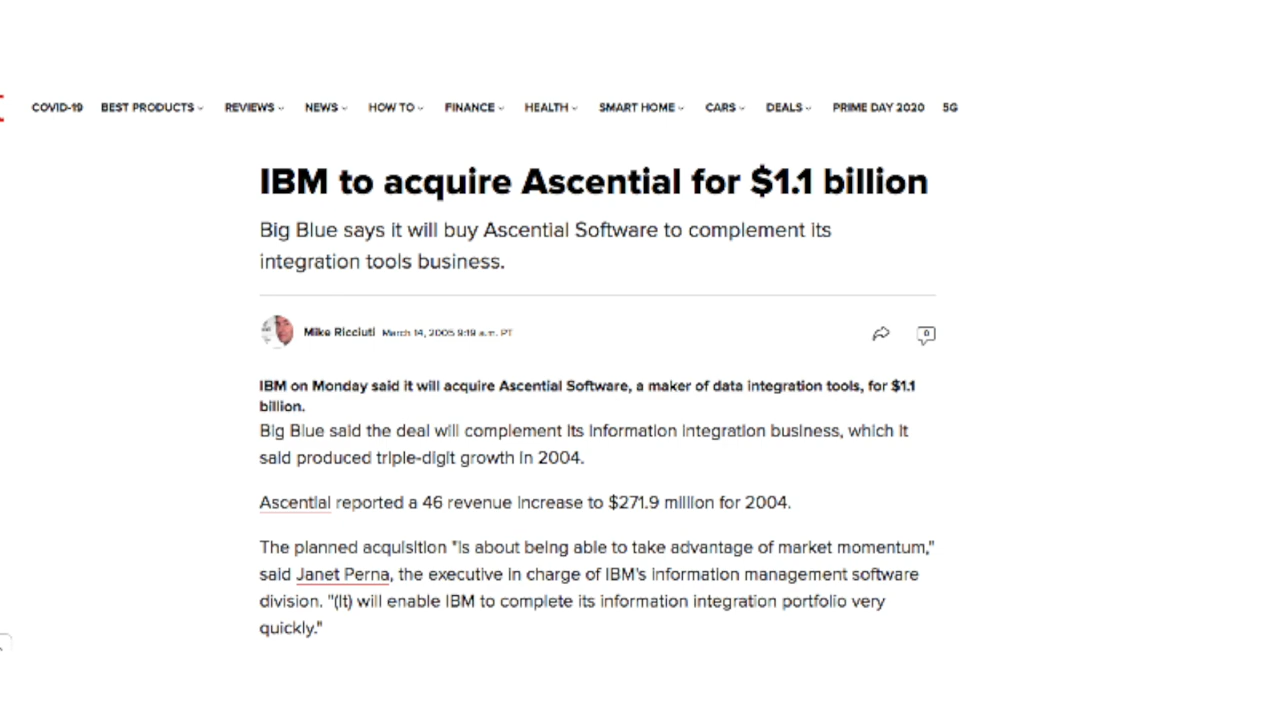 COVID-19 BEST PRODUCTS REVIEWS NEWS HOW TO FINANCE HEALTH SMART HOME CARS DEALS PRIME DAY 2020 5G
IBM to acquire Ascential for $1.1 billion
Big Blue says it will buy Ascential Software to complement its
integration tools business.
Mike Ricciuti March 14, 2005 9:19 a.m. PT
0
IBM on Monday said it will acquire Ascential Software, a maker of data integration tools, for $1.1
billion.
Big Blue said the deal will complement its information integration business, which it
said produced triple-digit growth in 2004.
Ascential reported a 46 revenue increase to $271.9 million for 2004.
The planned acquisition "is about being able to take advantage of market momentum,"
said Janet Perna, the executive in charge of IBM's information management software
division. "(It) will enable IBM to complete its information integration portfolio very
quickly."